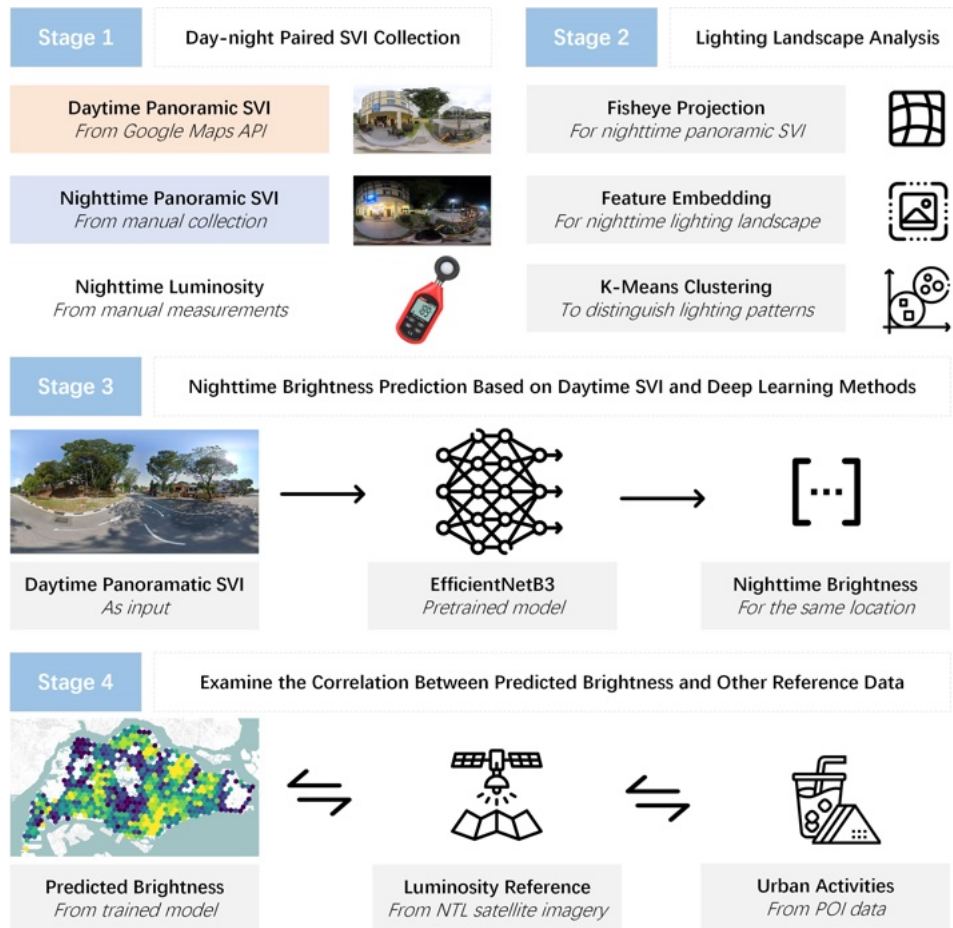 Stage 1
Day-night Paired SVI Collection
Daytime Panoramic SVI
From Google Maps API
Nighttime Panoramic SVI
From manual collection
Nighttime Luminosity
From manual measurements
Stage 2
Lighting Landscape Analysis
Fisheye Projection
For nighttime panoramic SVI
Feature Embedding
For nighttime lighting landscape
K-Means Clustering
To distinguish lighting patterns
Stage 3
Nighttime Brightness Prediction Based on Daytime SVI and Deep Learning Methods
Daytime Panoramatic SVI
As input
EfficientNetB3
Pretrained model
Nighttime Brightness
For the same location
Stage 4
Examine the Correlation Between Predicted Brightness and Other Reference Data
Predicted Brightness
From trained model
Luminosity Reference
From NTL satellite imagery
Urban Activities
From POI data